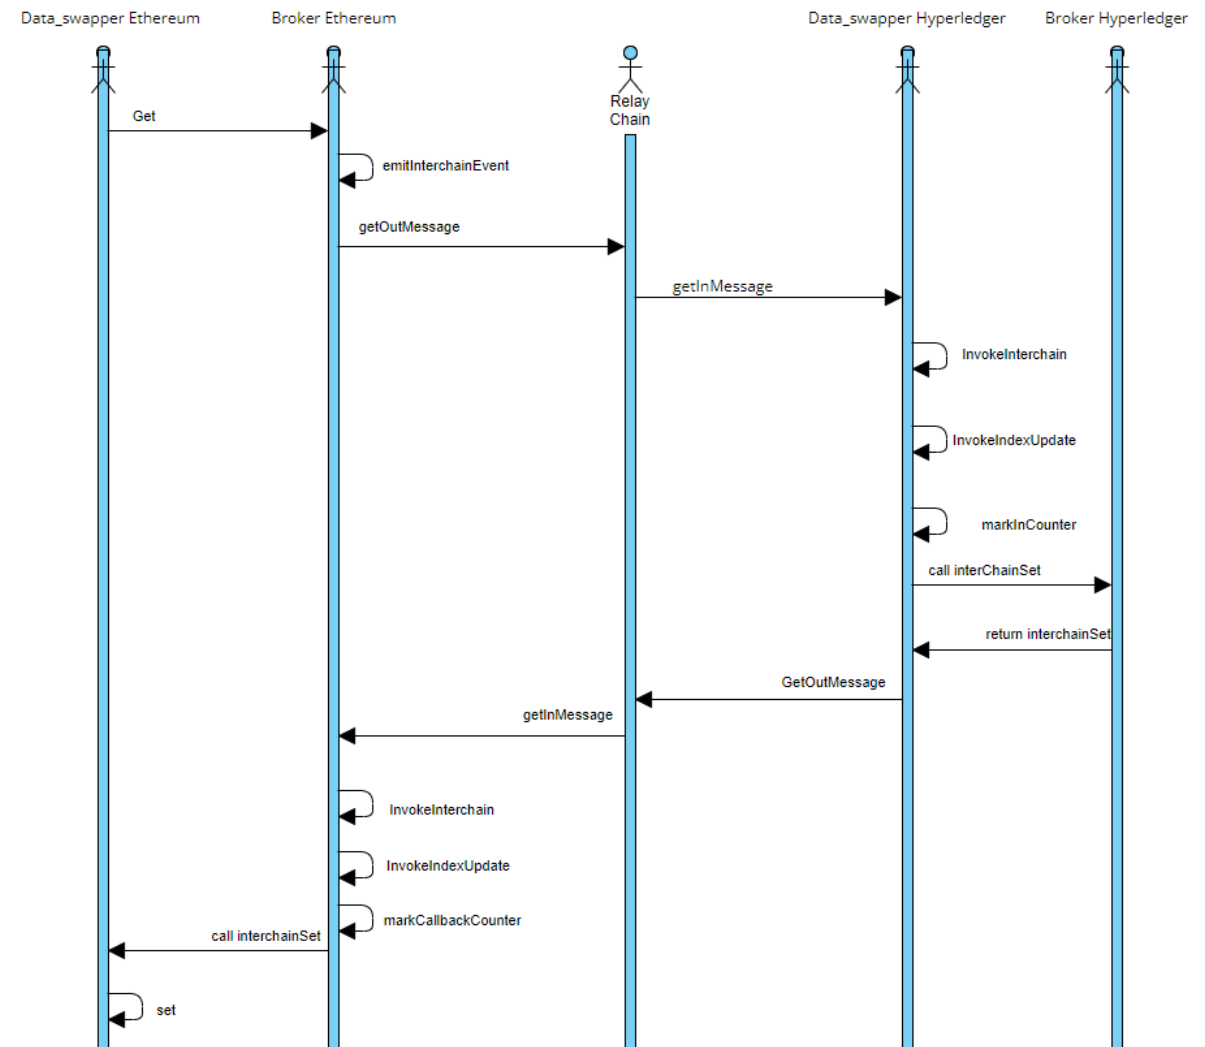 Data_swapper Ethereum
Broker Ethereum
Data_swapper Hyperledger
Broker Hyperledger
Relay
Chain
Get
emitInterchainEvent
getOutMessage
getInMessage
InvokeInterchain
InvokeIndexUpdate
markInCounter
call interChainSet
return interchainSet
GetOutMessage
getInMessage
InvokeInterchain
InvokeIndexUpdate
markCallbackCounter
call interchainSet
set